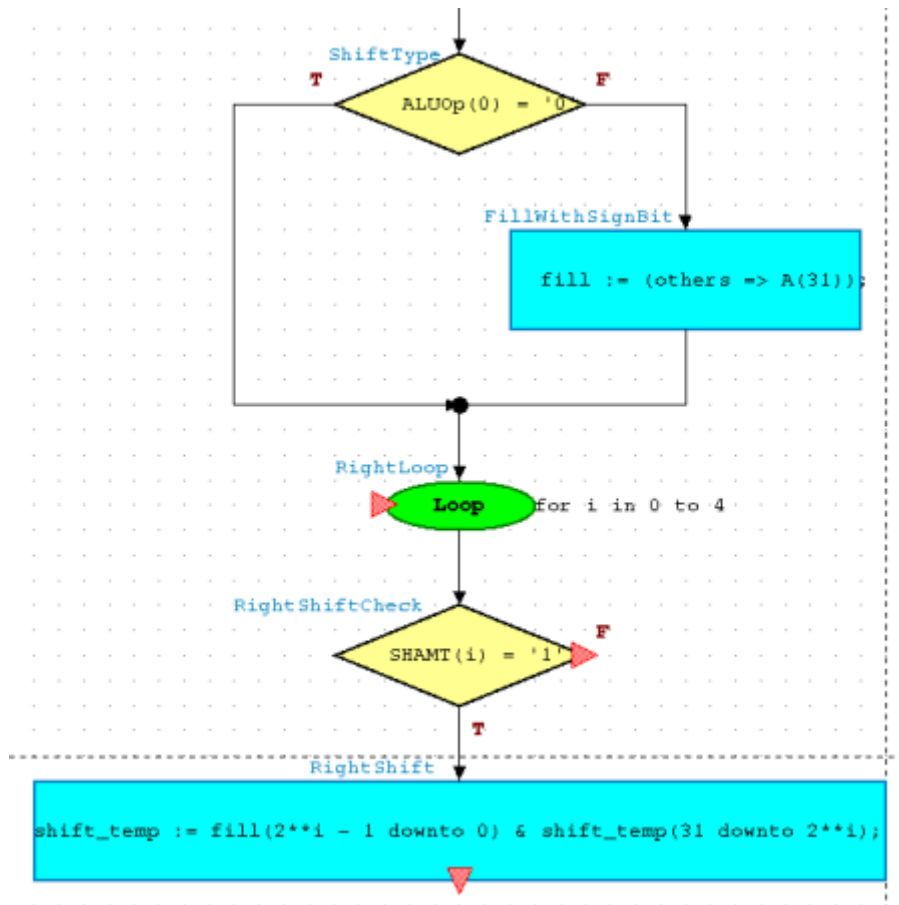 ShiftType
T
F
ALUOp(0) = '0'
FillWithSignBit
fill := (others => A(31));
RightLoop
Loop
for i in 0 to 4
RightShiftCheck
F
SHAMT(i) = '1'
T
RightShift
shift_temp := fill(2**i - 1 downto 0) & shift_temp(31 downto 2**i);